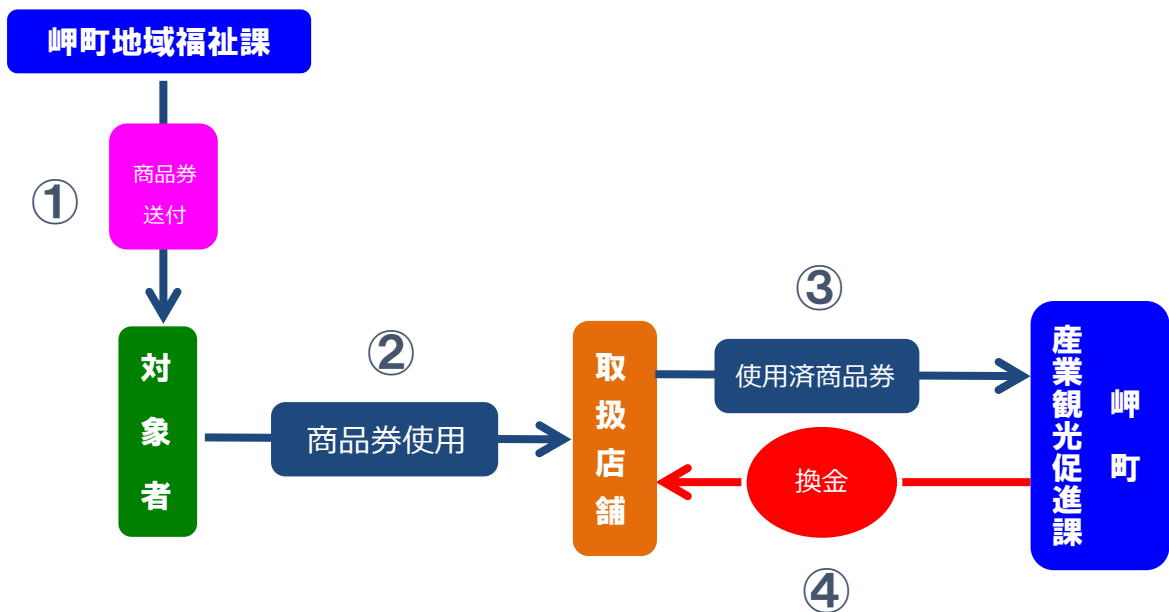 岬町地域福祉課
①
商品券
送付
対象者
②
商品券使用
取扱店舗
③
使用済商品券
換金
④
岬町
産業観光促進課